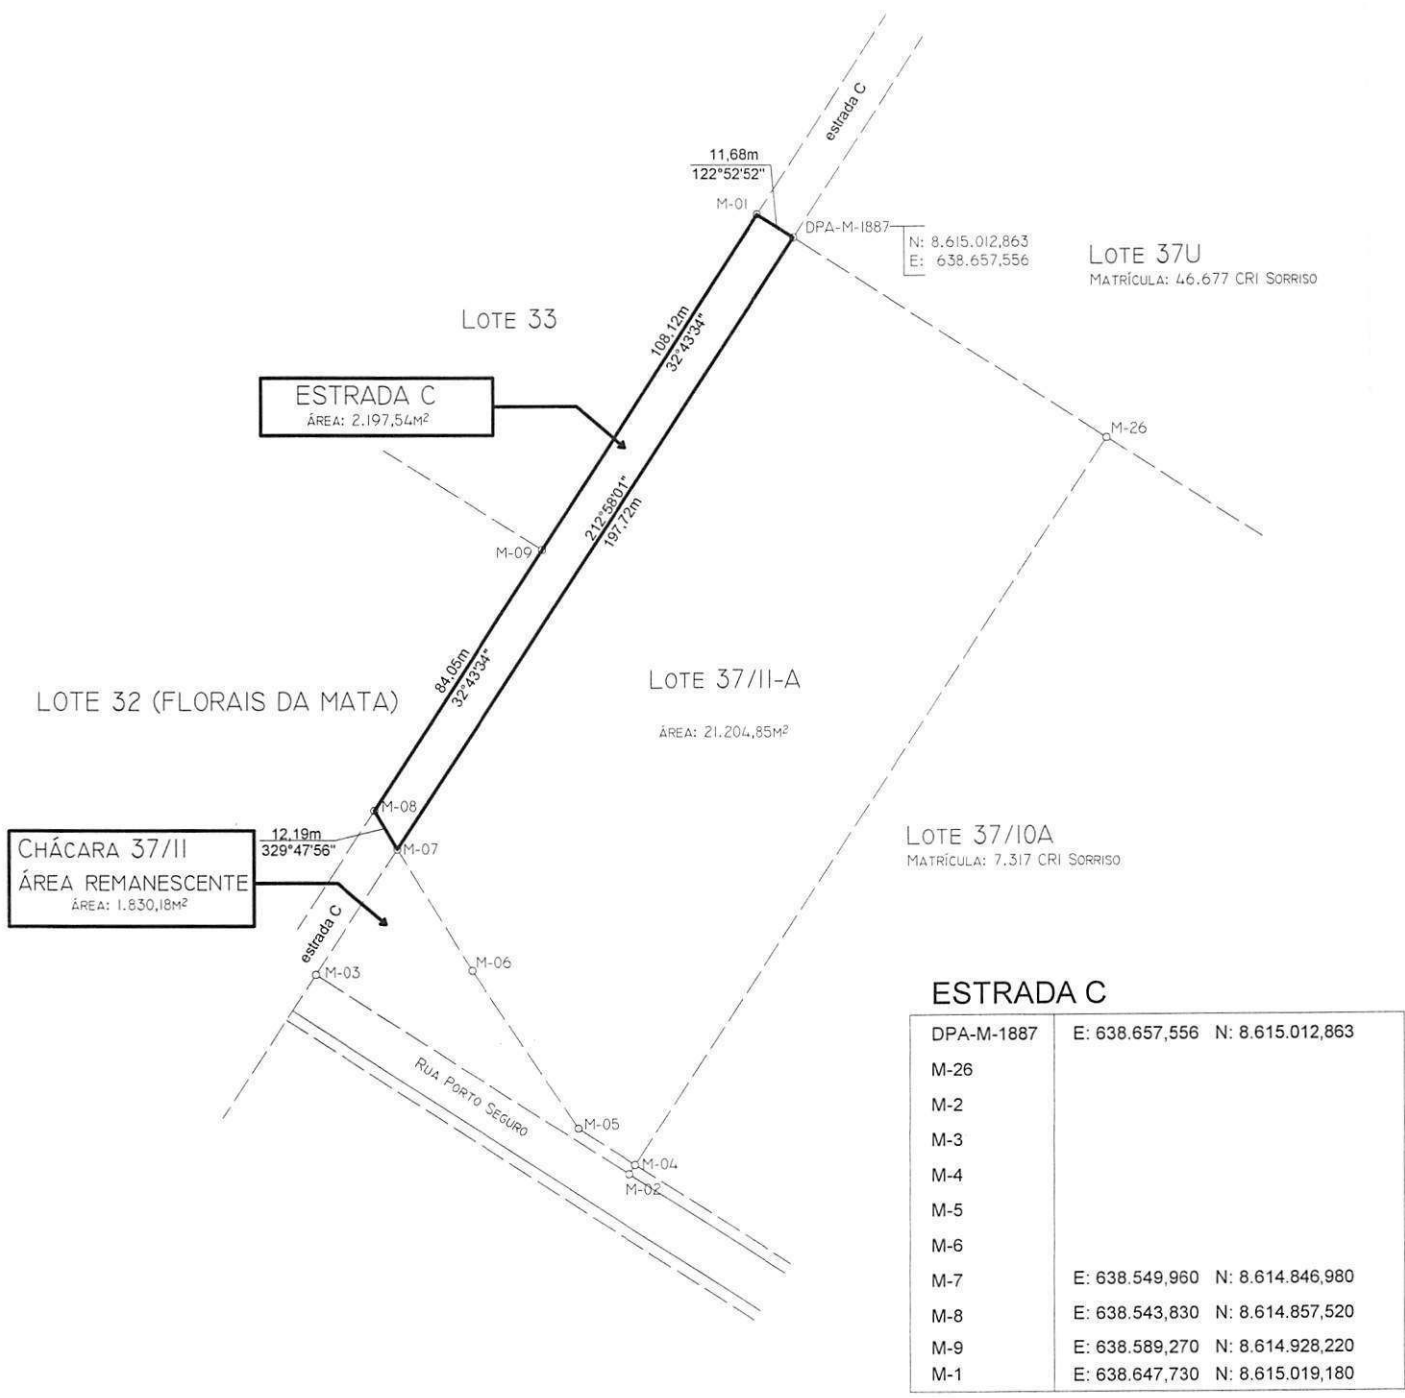 estrada C
11,68m
122°52'52"
M-01
DPA-M-1887
N: 8.615.012,863
E: 638.657,556
LOTE 37U
MATRÍCULA: 46.677 CRI SORRISO
LOTE 33
108,12m
32°43'34"
ESTRADA C
ÁREA: 2.197,54M²
M-26
212°58'01"
197,72m
M-09
84,05m
32°43'34"
LOTE 32 (FLORAIS DA MATA)
LOTE 37/11-A
ÁREA: 21.204,85M²
M-08
12,19m
329°47'56"
M-07
CHÁCARA 37/11
ÁREA REMANESCENTE
ÁREA: 1.830,18M²
LOTE 37/10A
MATRÍCULA: 7.317 CRI SORRISO
estrada C
M-03
M-06
RUA PORTO SEGURO
M-05
M-04
M-02
ESTRADA C
DPA-M-1887 E: 638.657,556 N: 8.615.012,863
M-26
M-2
M-3
M-4
M-5
M-6
M-7 E: 638.549,960 N: 8.614.846,980
M-8 E: 638.543,830 N: 8.614.857,520
M-9 E: 638.589,270 N: 8.614.928,220
M-1 E: 638.647,730 N: 8.615.019,180